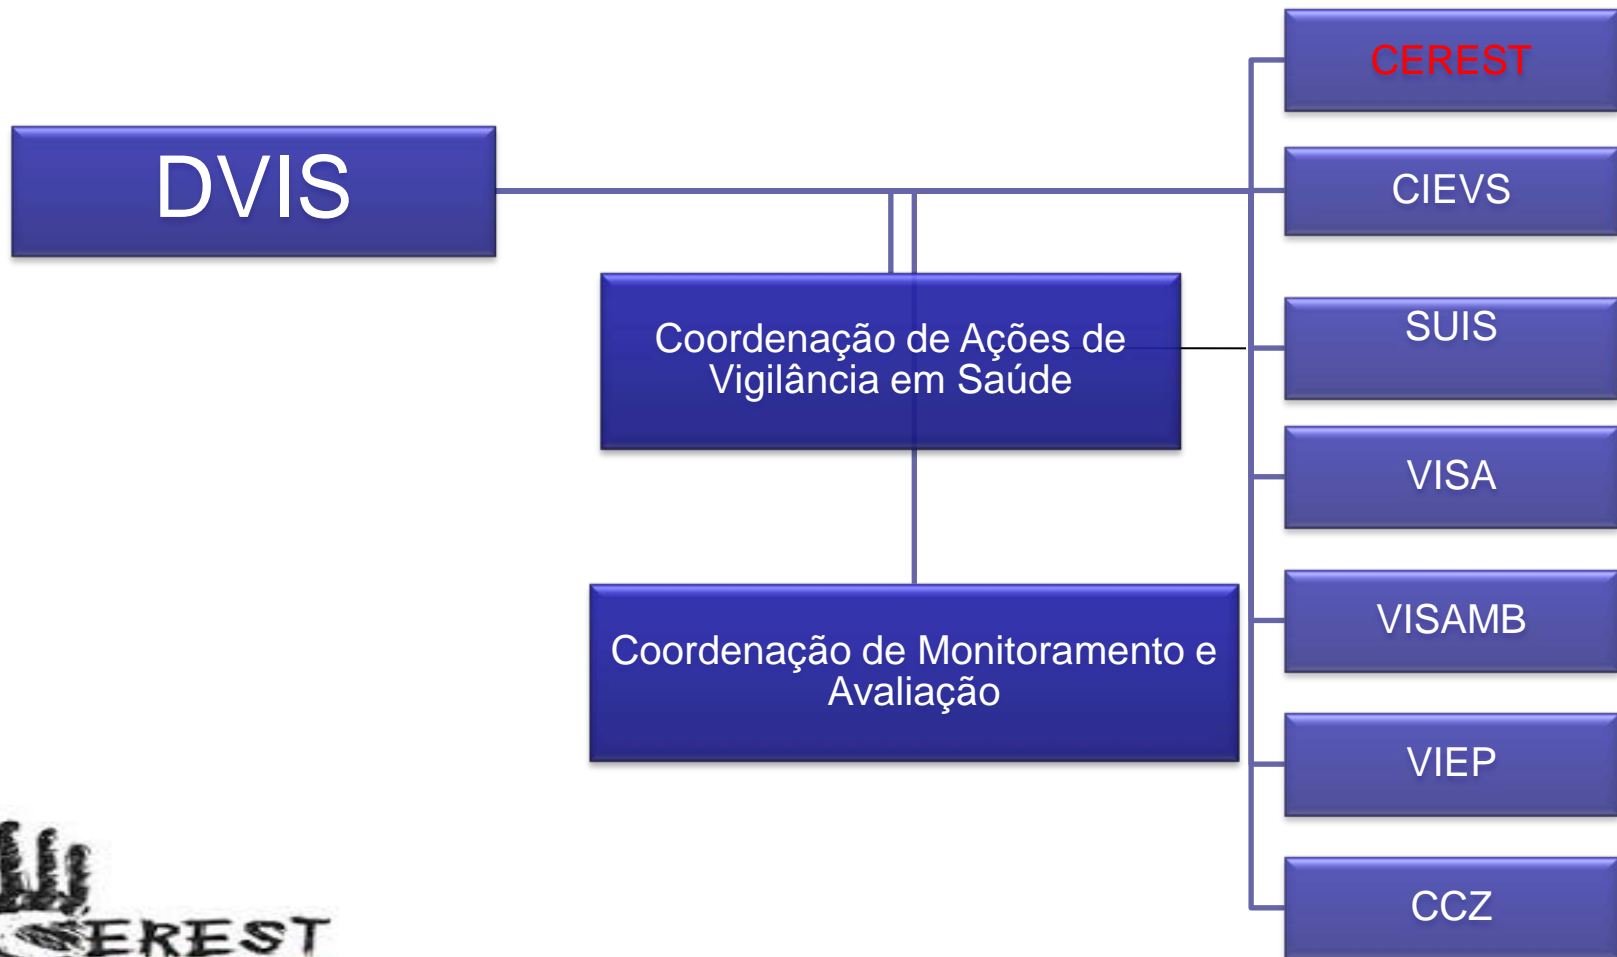 DVIS
Coordenação de Ações de
Vigilância em Saúde
Coordenação de Monitoramento e
Avaliação
CEREST
CIEVS
SUIS
VISA
VISAMB
VIEP
CCZ
CEREST